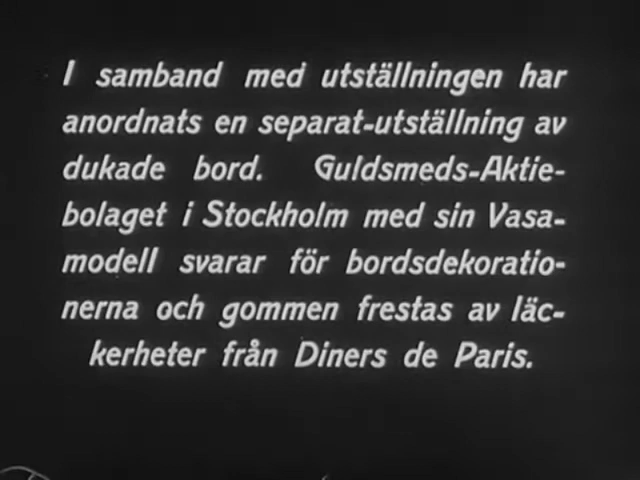 I samband med utställningen har
anordnats en separat-utställning av
dukade bord. Guldsmeds-Aktie-
bolaget i Stockholm med sin Vasa-
modell svarar för bordsdekoratio-
nerna och gommen frestas av läc-
kerheter från Diners de Paris.